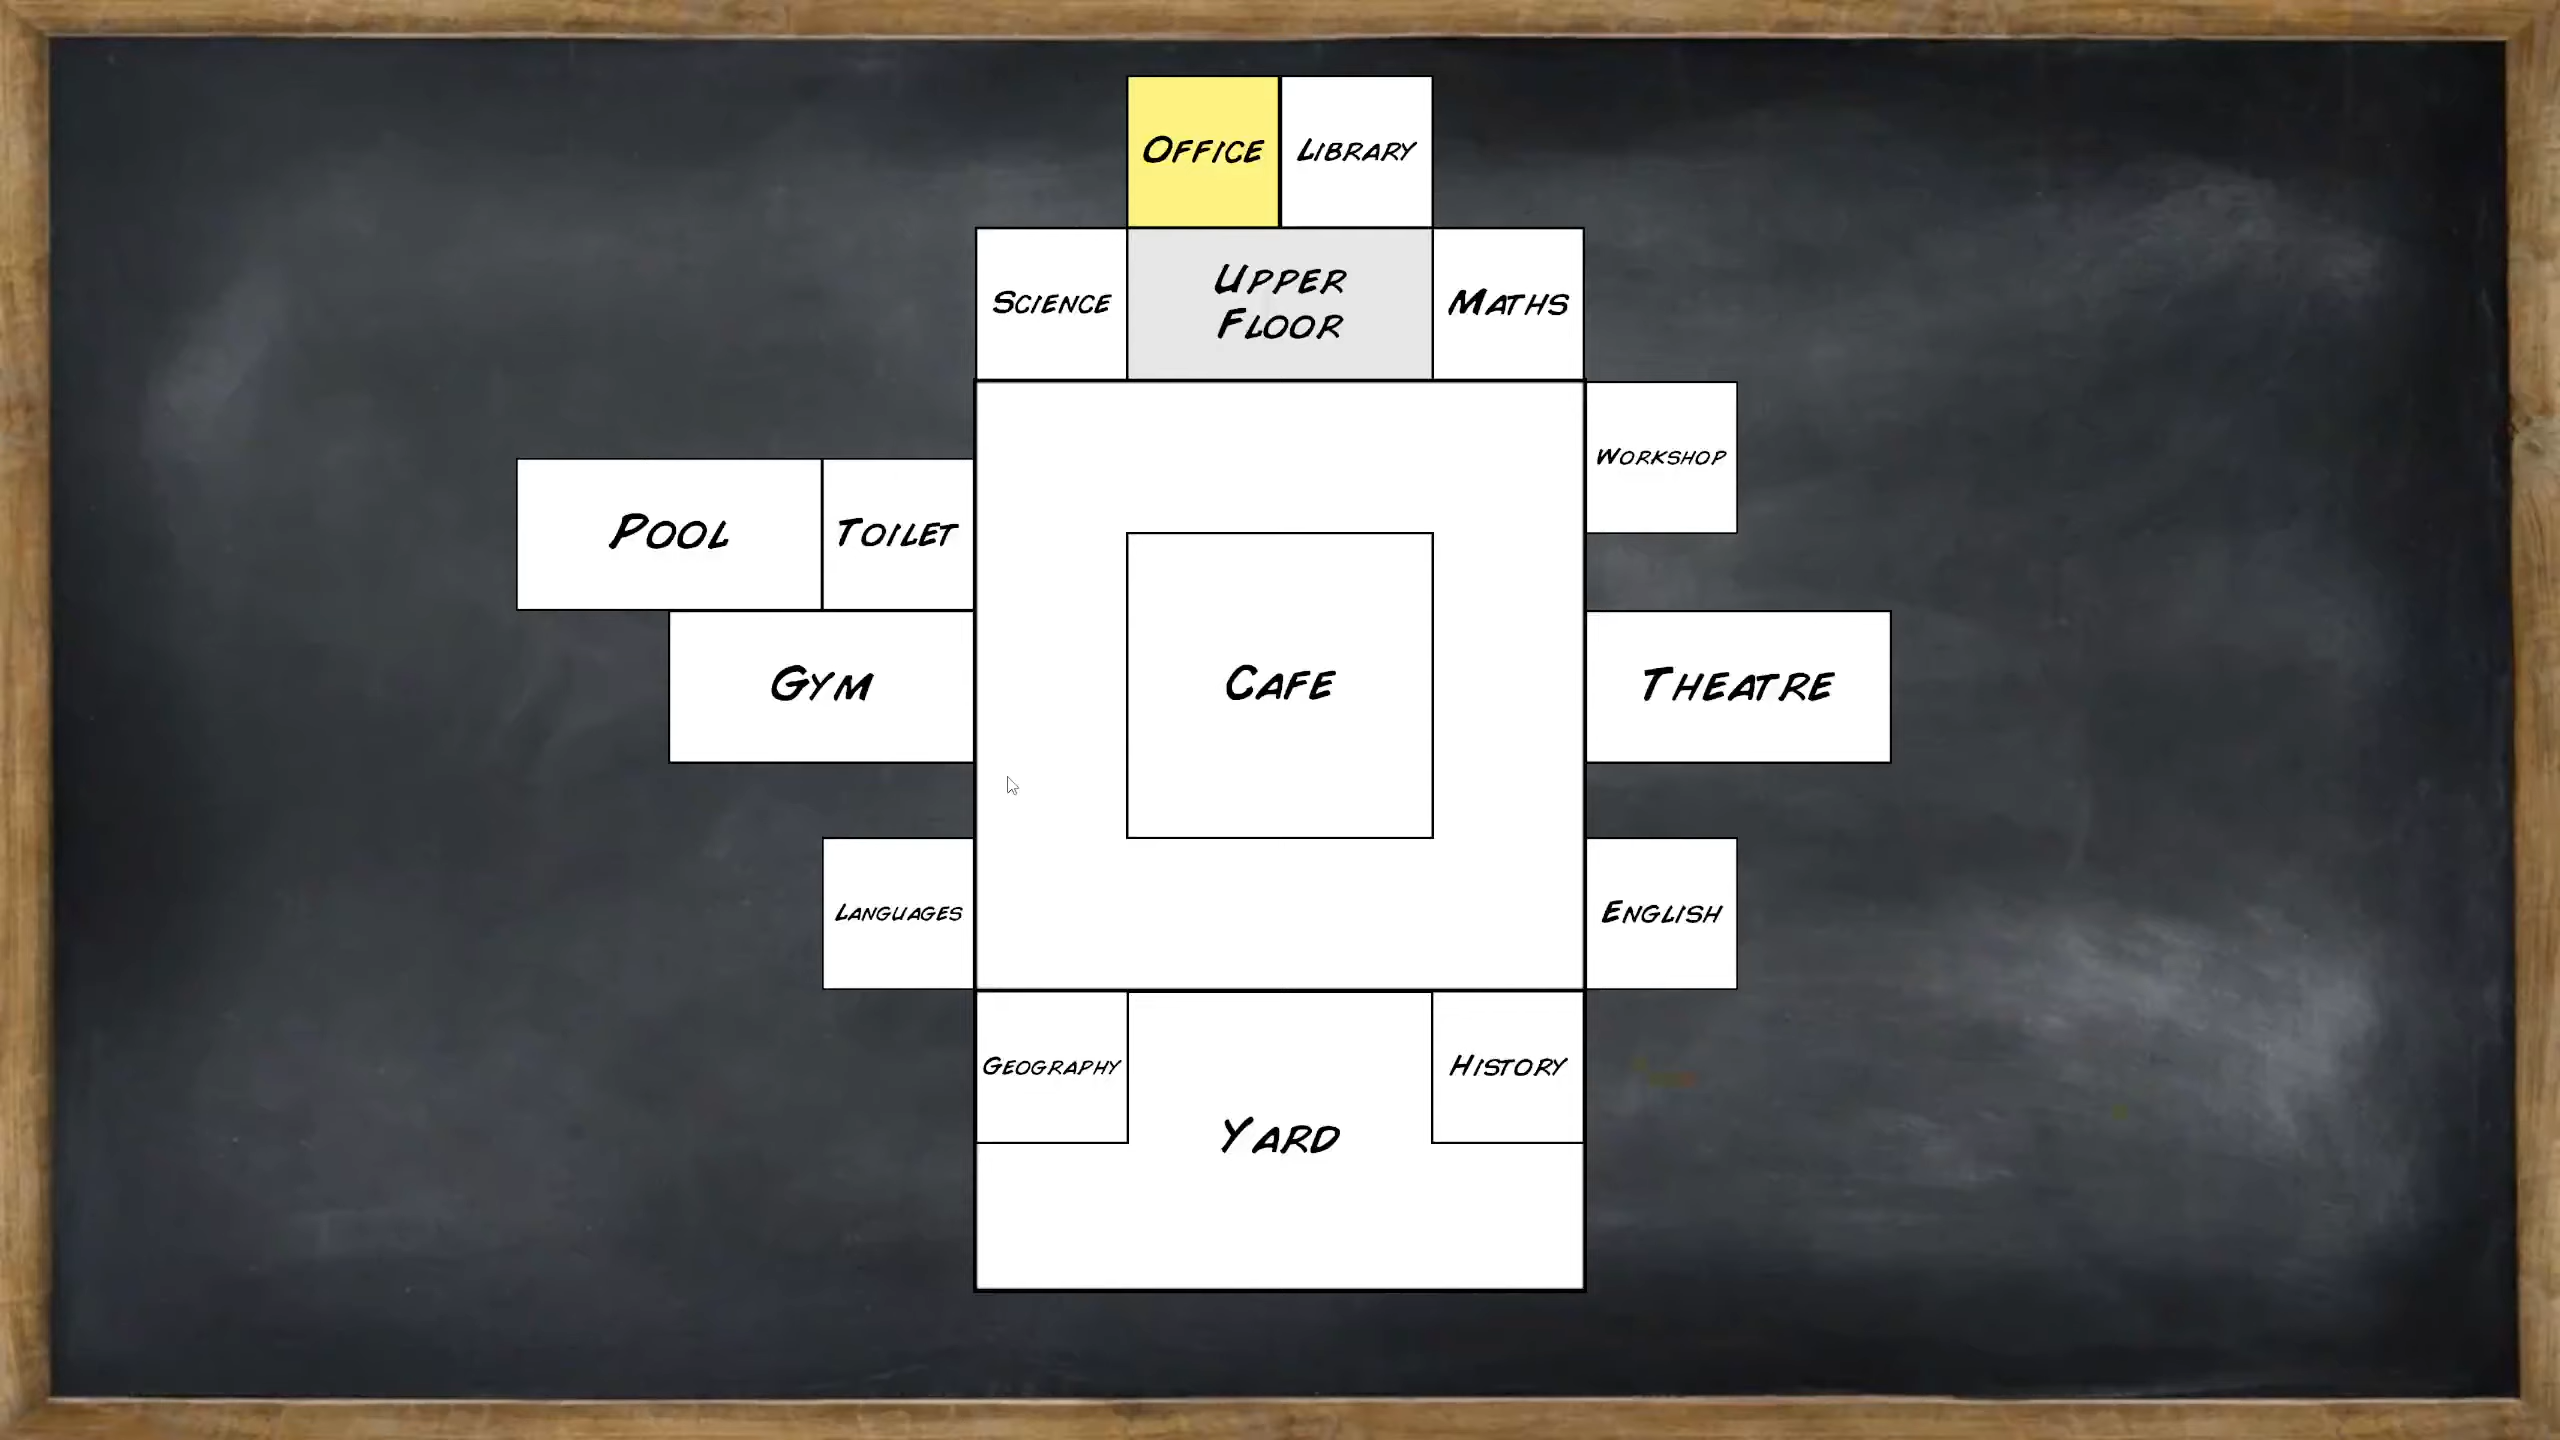 Office
Library
Science
Upper
Floor
Maths
Workshop
Pool
Toilet
Gym
Cafe
Theatre
Languages
English
Geography
History
Yard